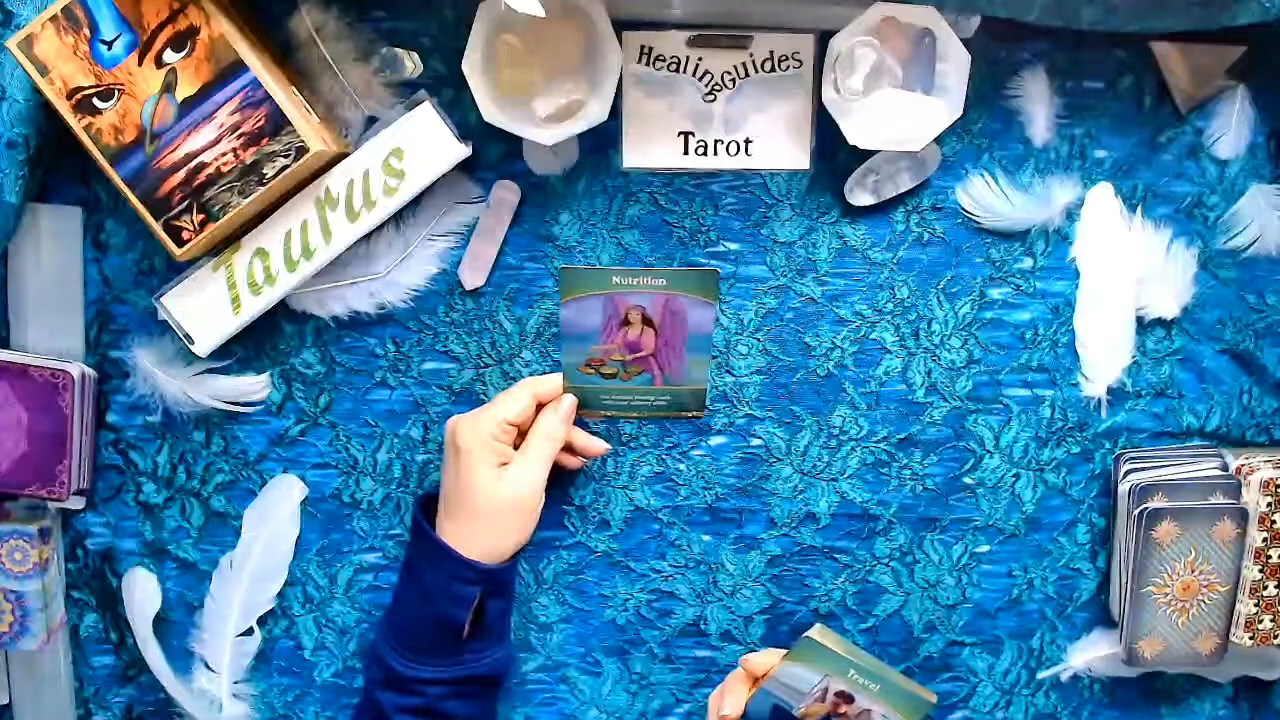 HealingGuides
Tarot
Taurus
Nutrition
Travel